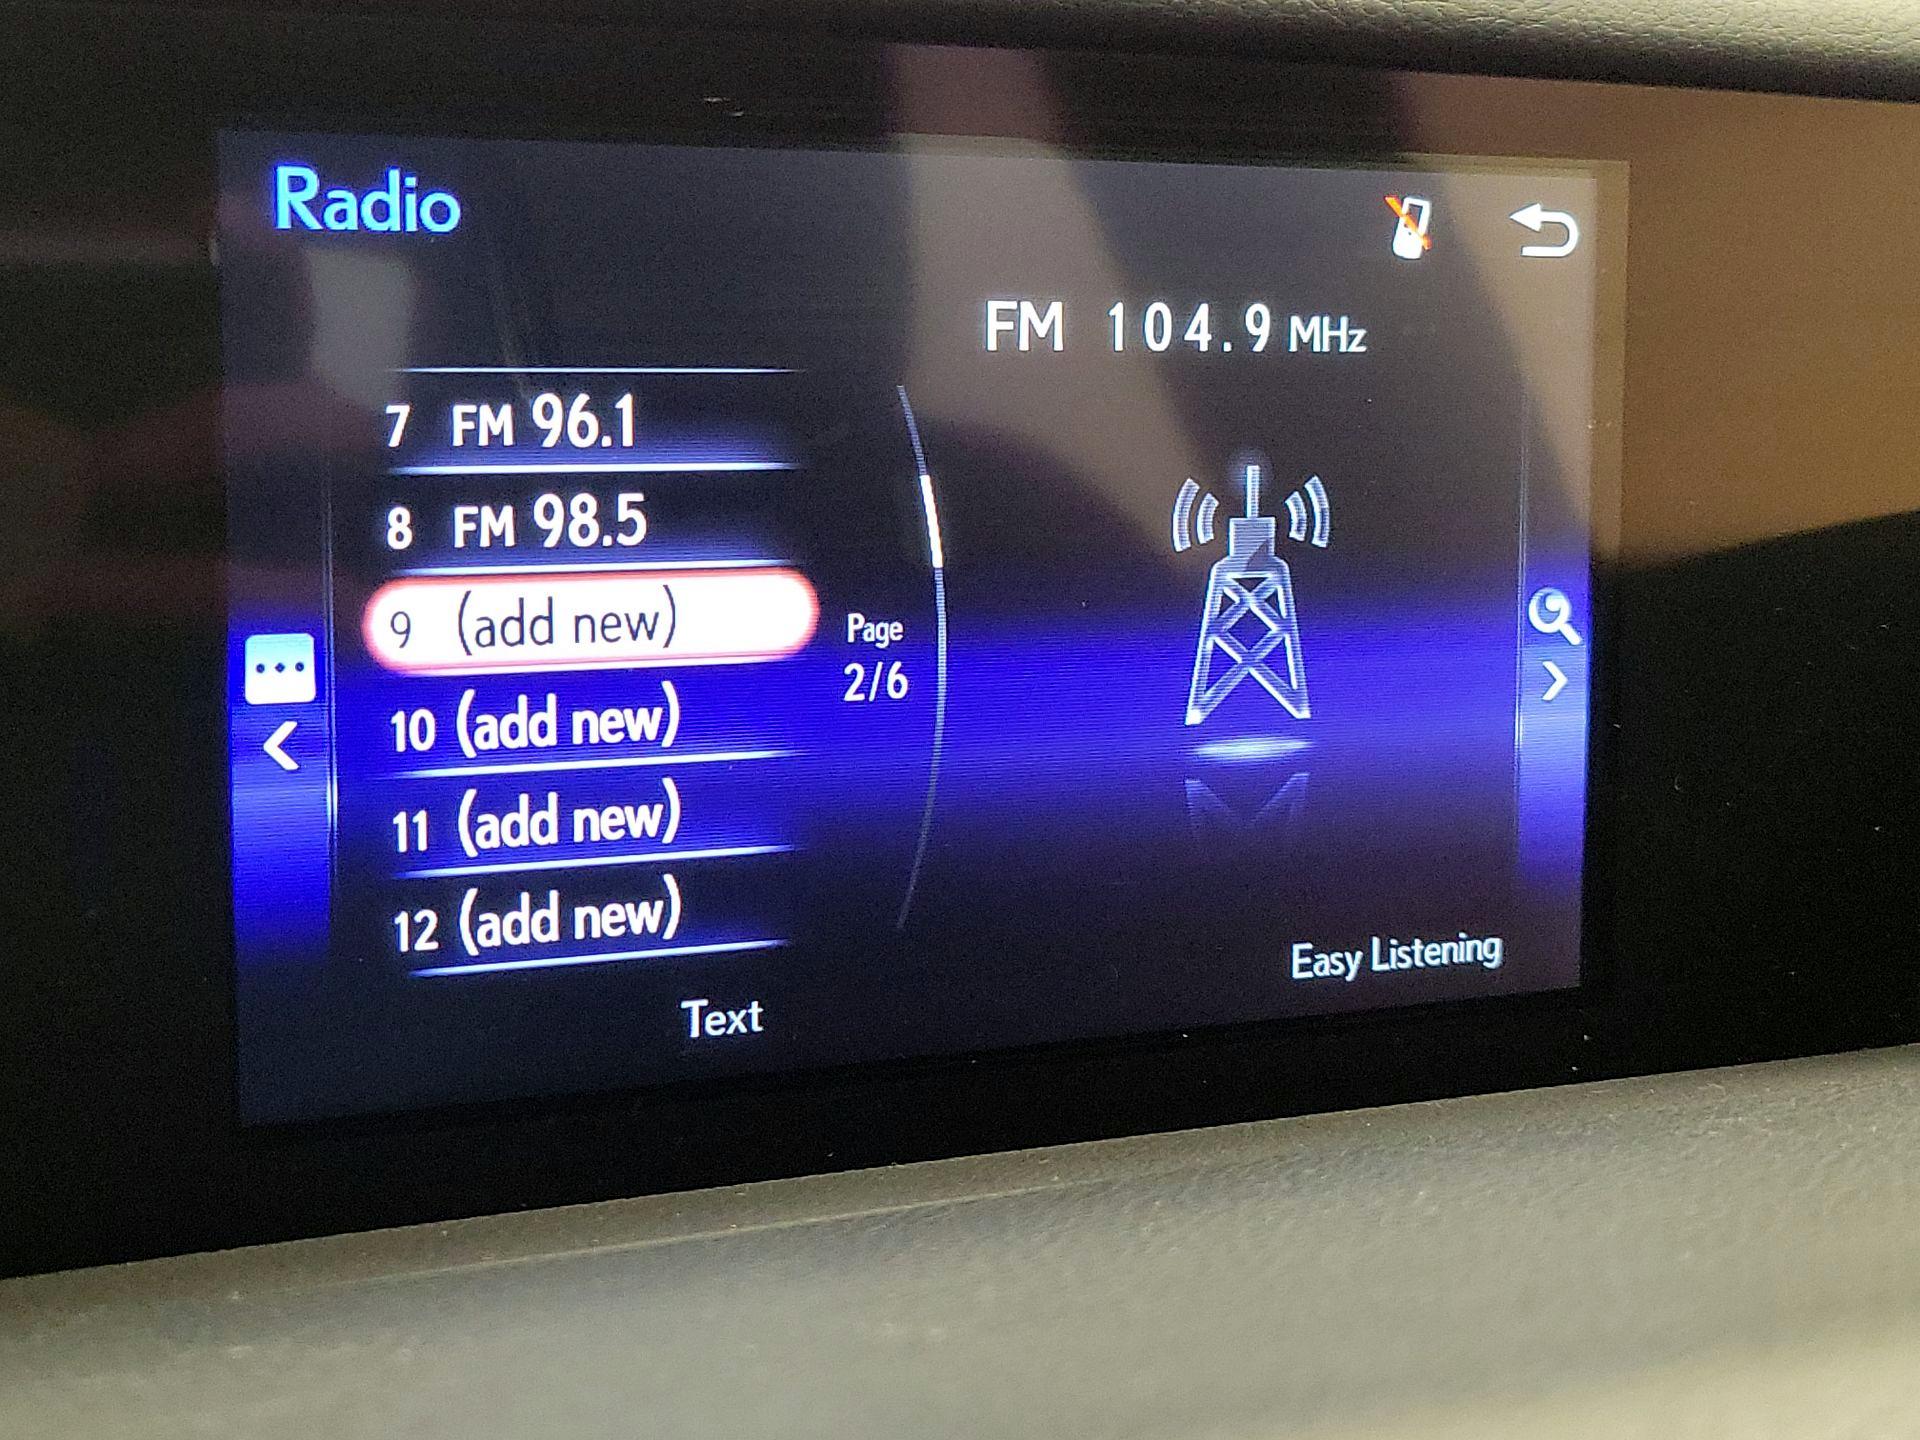 Radio
FM 104.9 MHz
7 FM 96.1
8 FM 98.5
9 (add new)
10 (add new)
11 (add new)
12 (add new)
Page
2/6
Easy Listening
Text